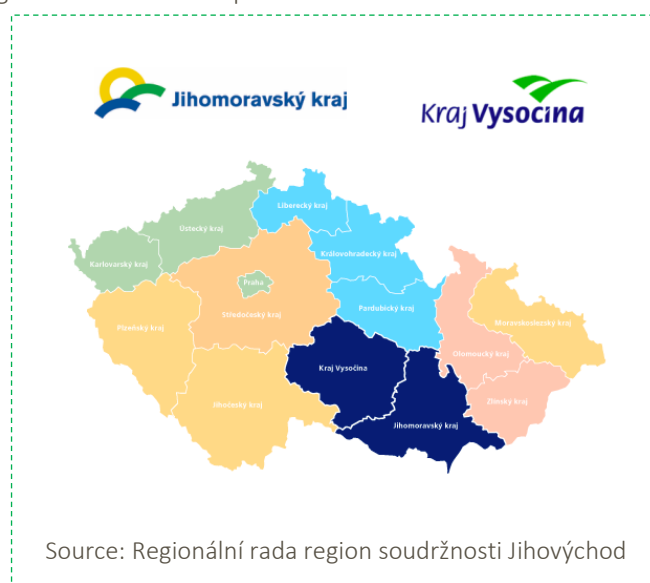 Jihomoravský kraj
Kraj Vysočina
Liberecký kraj
Ústecký kraj
Královohradecký kraj
Karlovarský kraj
Praha
Středočeský kraj
Pardubický kraj
Plzeňský kraj
Moravskoslezský kraj
Olomoucký kraj
Kraj Vysočina
Zlínský kraj
Jihočeský kraj
Jihomoravský kraj
Source: Regionální rada region soudržnosti Jihovýchod